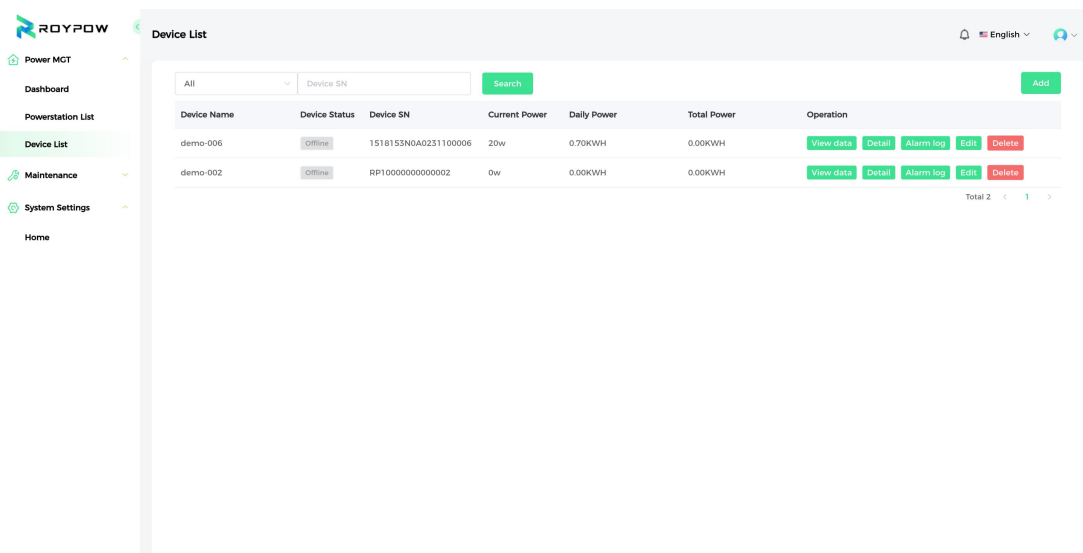 ROYPOW
Device List
English
Power MGT
Dashboard
Powerstation List
Device List
Maintenance
System Settings
Home
All
Device SN
Search
Add
Device Name Device Status Device SN Current Power Daily Power Total Power Operation
demo-006 Offline 1518153N0A0231100006 20w 0.70KWH 0.00KWH View data Detail Alarm log Edit Delete
demo-002 Offline RP10000000000002 0w 0.00KWH 0.00KWH View data Detail Alarm log Edit Delete
Total 2 < 1 >